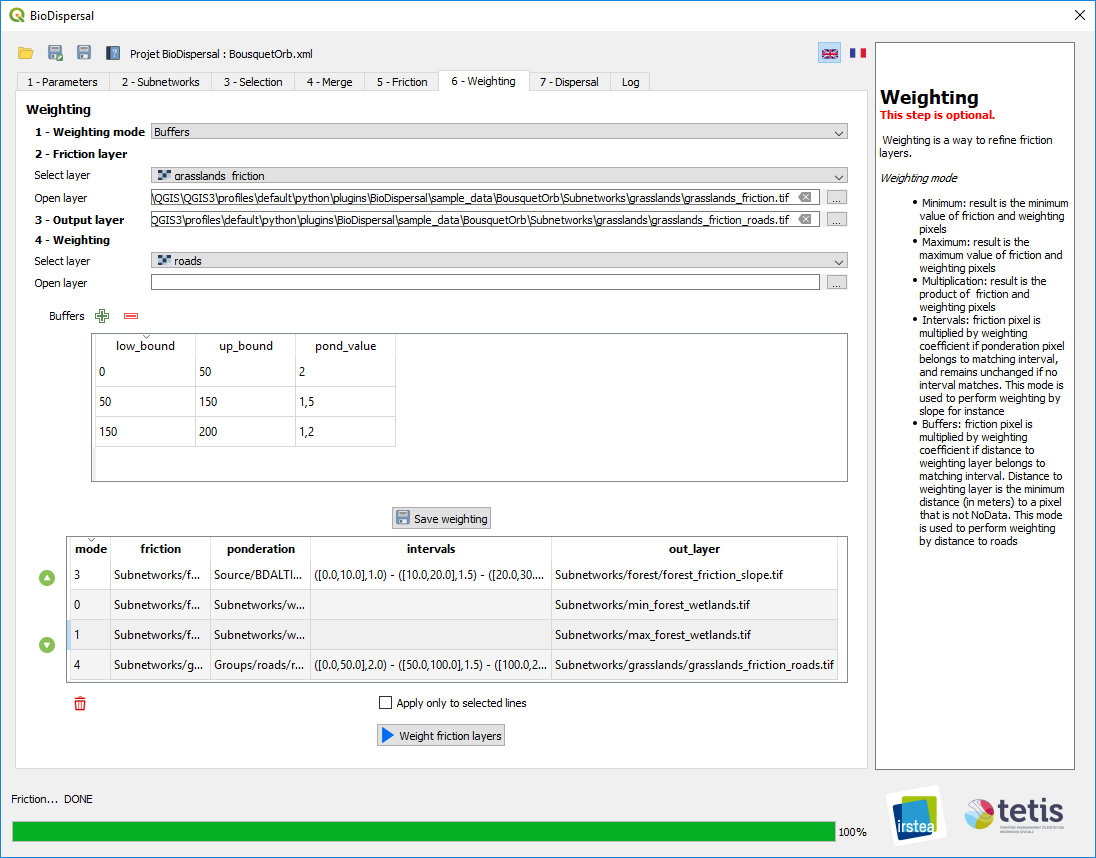 BioDispersal
Projet BioDispersal : BousquetOrb.xml
1 - Parameters
2 - Subnetworks
3 - Selection
4 - Merge
5 - Friction
6 - Weighting
7 - Dispersal
Log
Weighting
1 - Weighting mode
Buffers
2 - Friction layer
Select layer
grasslands friction
Open layer
\QGIS\QGIS3\profiles\default\python\plugins\BioDispersal\sample_data\BousquetOrb\Subnetworks\grasslands\grasslands_friction.tif
...
3 - Output layer
QGIS3\profiles\default\python\plugins\BioDispersal\sample_data\BousquetOrb\Subnetworks\grasslands\grasslands_friction_roads.tif
...
4 - Weighting
Select layer
roads
Open layer
...
Buffers
low_bound up_bound pond_value
0 50 2
50 150 1,5
150 200 1,2
Save weighting
mode friction ponderation intervals out_layer
3 Subnetworks/f... Source/BDALTI... ([0.0,10.0],1.0) - ([10.0,20.0],1.5) - ([20.0,30.... Subnetworks/forest/forest_friction_slope.tif
0 Subnetworks/f... Subnetworks/w... Subnetworks/min_forest_wetlands.tif
1 Subnetworks/f... Subnetworks/w... Subnetworks/max_forest_wetlands.tif
4 Subnetworks/g... Groups/roads/r... ([0.0,50.0],2.0) - ([50.0,100.0],1.5) - ([100.0,2... Subnetworks/grasslands/grasslands_friction_roads.tif
Apply only to selected lines
Weight friction layers
Friction... DONE
100%
Weighting
This step is optional.
Weighting is a way to refine friction
layers.
Weighting mode
• Minimum: result is the minimum
value of friction and weighting
pixels
• Maximum: result is the
maximum value of friction and
weighting pixels
• Multiplication: result is the
product of friction and
weighting pixels
• Intervals: friction pixel is
multiplied by weighting
coefficient if ponderation pixel
belongs to matching interval,
and remains unchanged if no
interval matches. This mode is
used to perform weighting by
slope for instance
• Buffers: friction pixel is
multiplied by weighting
coefficient if distance to
weighting layer belongs to
matching interval. Distance to
weighting layer is the minimum
distance (in meters) to a pixel
that is not NoData. This mode
is used to perform weighting
by distance to roads
irstea
tetis